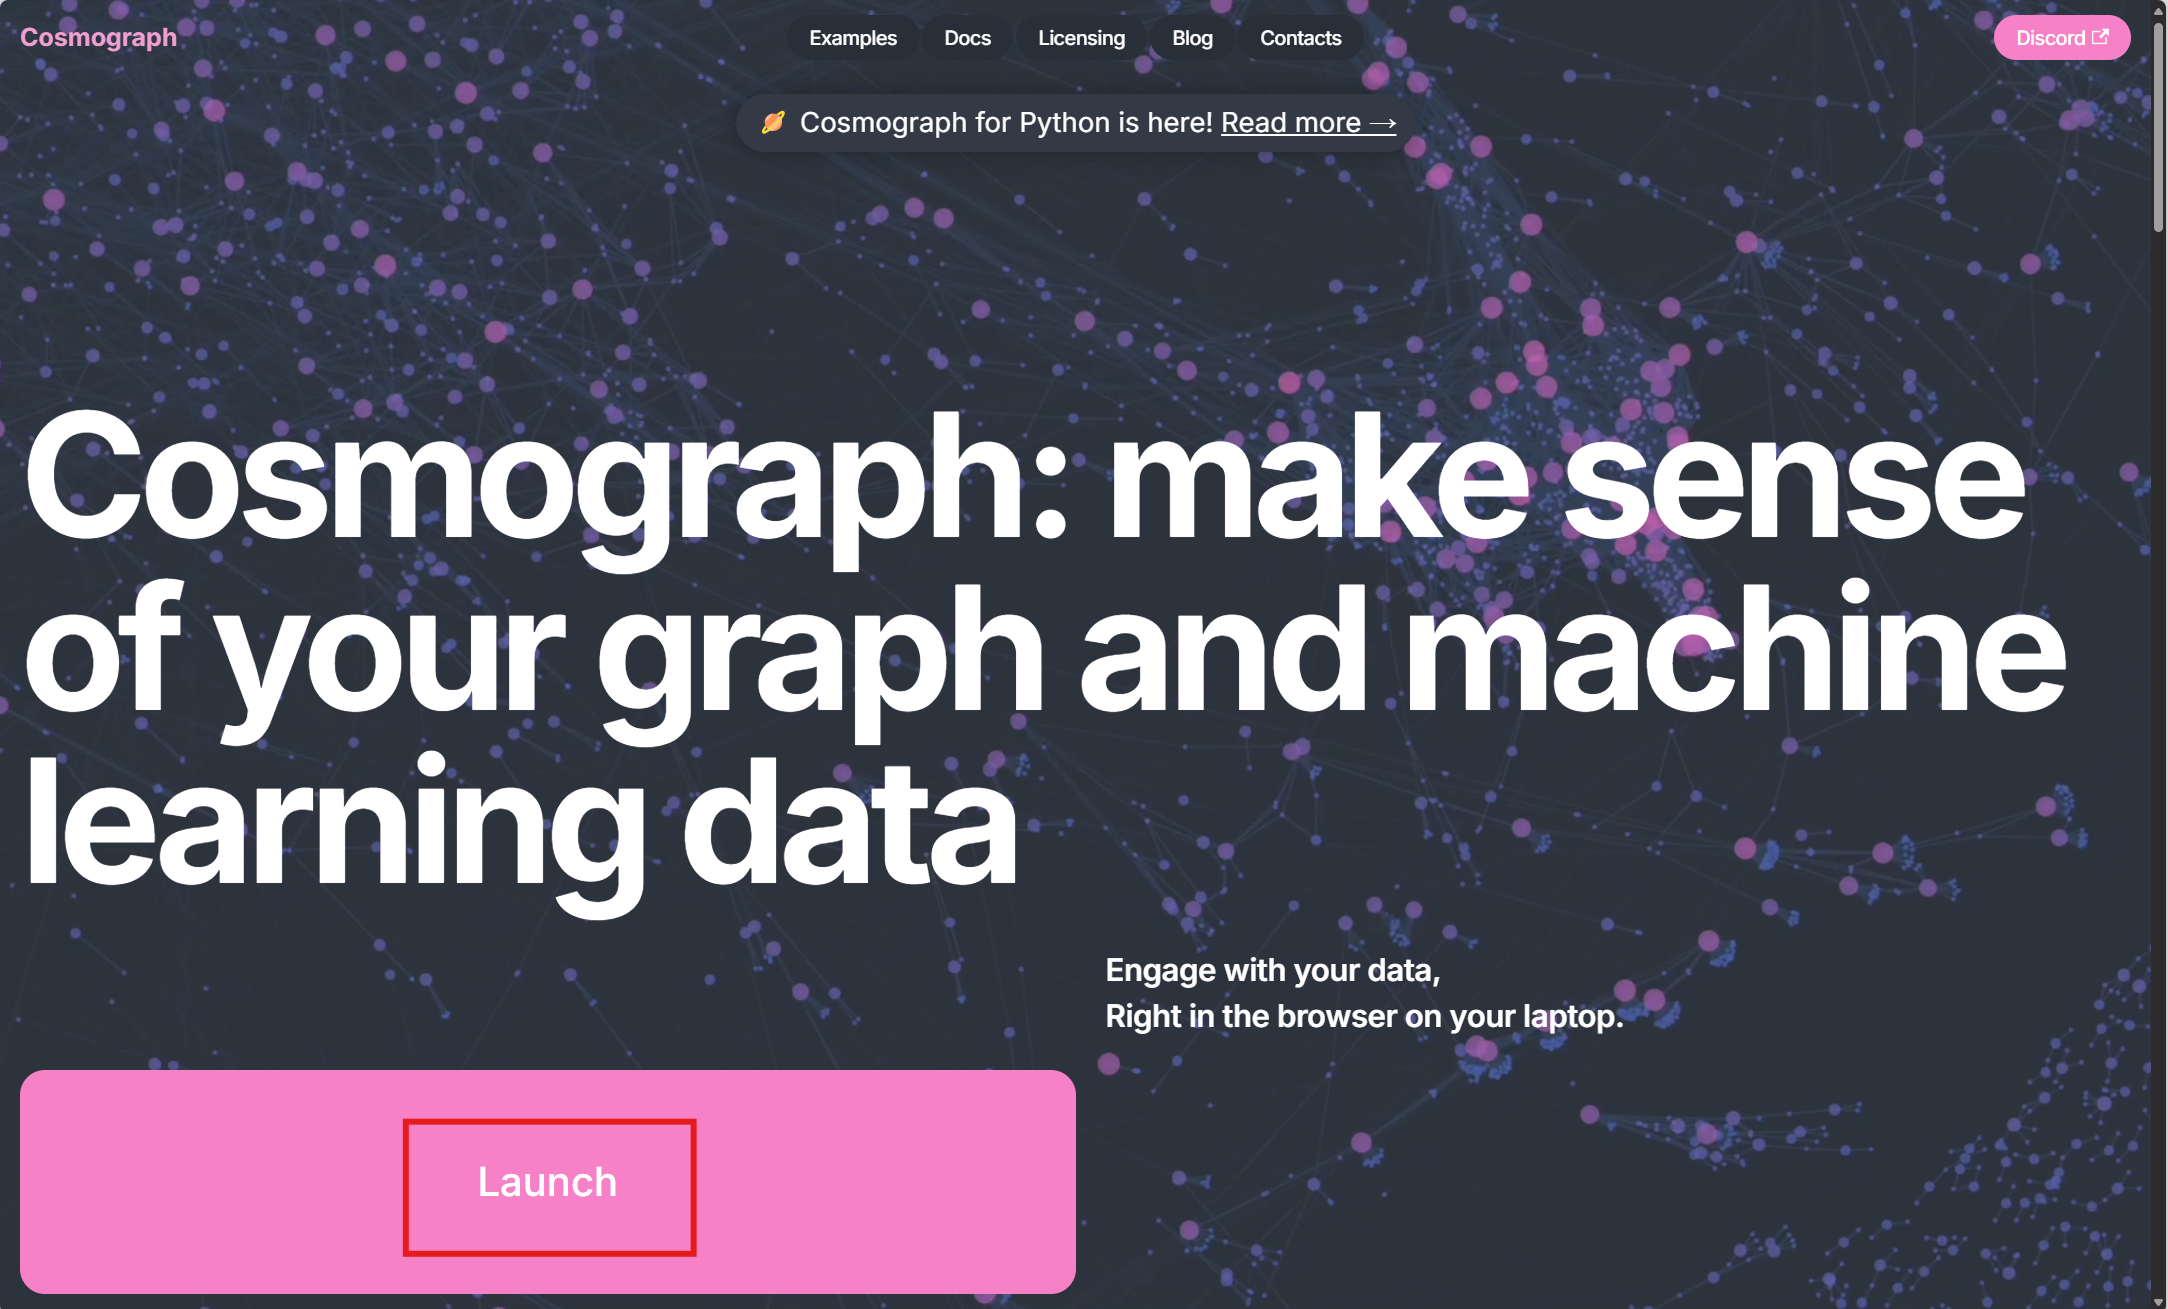 Cosmograph
Examples
Docs
Licensing
Blog
Contacts
Discord
Cosmograph for Python is here! Read more →
Cosmograph: make sense
of your graph and machine
learning data
Engage with your data,
Right in the browser on your laptop.
Launch